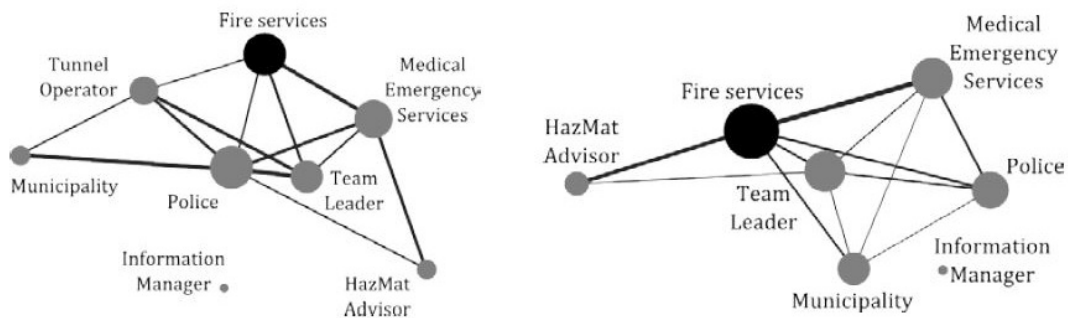 Fire services
Tunnel
Operator
Medical
Emergency
Services
Municipality
Police
Team
Leader
Information
Manager
HazMat
Advisor
Medical
Emergency
Services
Fire services
HazMat
Advisor
Police
Team
Leader
Information
Manager
Municipality